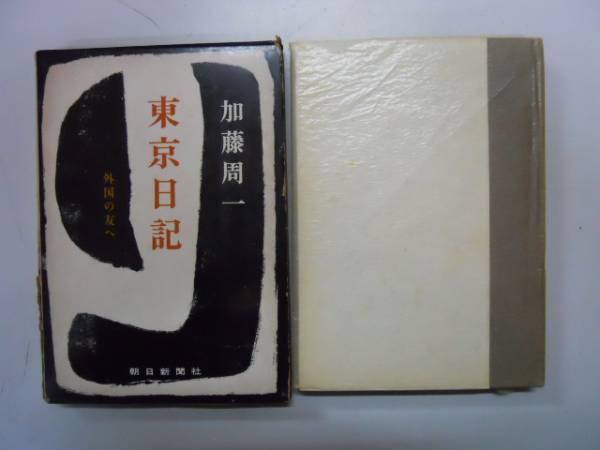 加藤周一
東京日記
外国の友へ
朝日新聞社